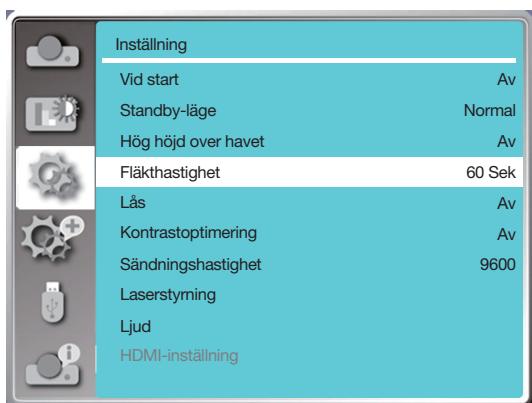 Inställning
Vid start Av
Standby-läge Normal
Hög höjd over havet Av
Fläkthastighet 60 Sek
Lås Av
Kontrastoptimering Av
Sändningshastighet 9600
Laserstyrning
Ljud
HDMI-inställning